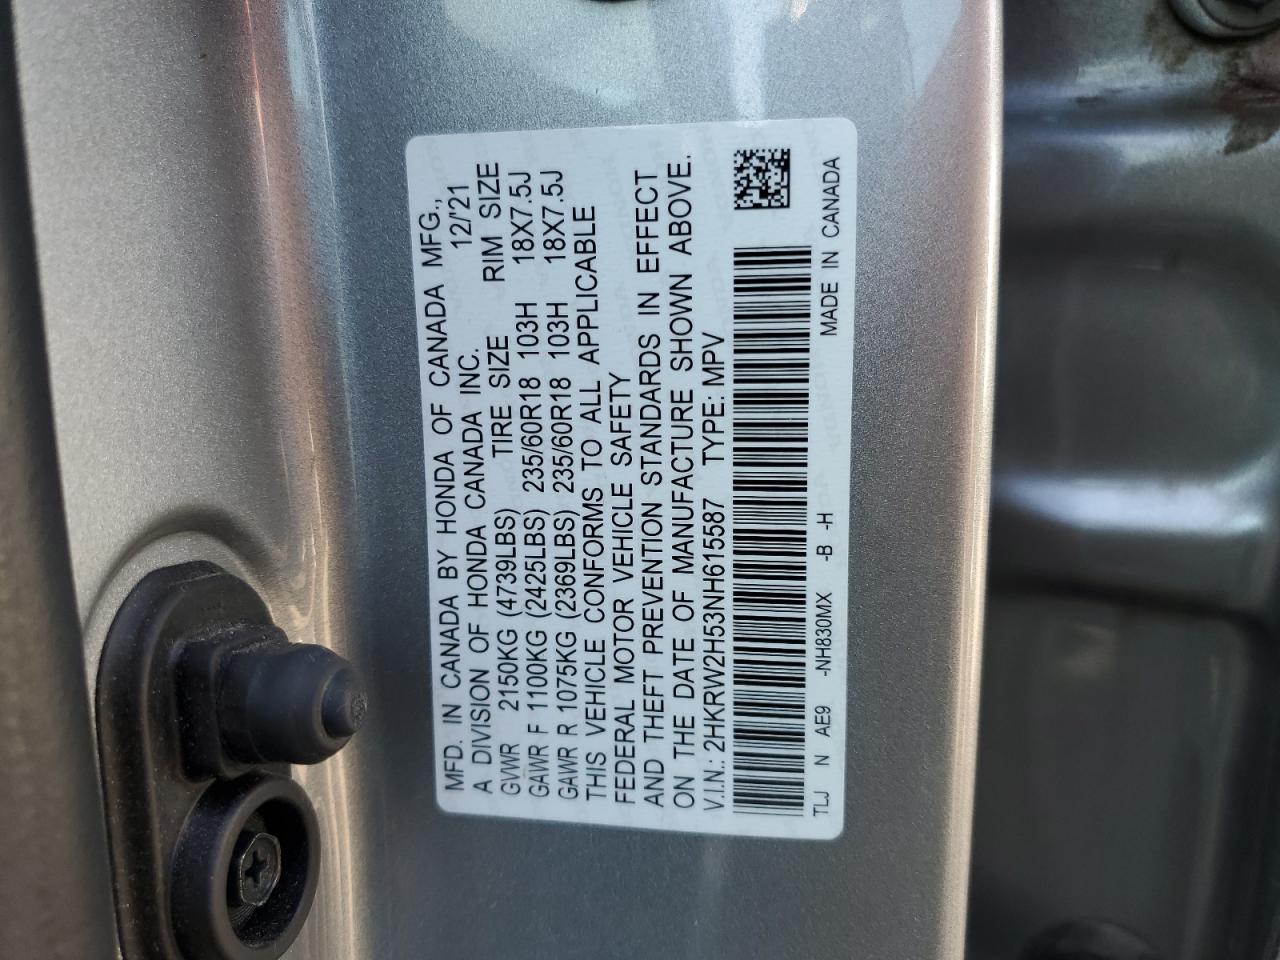 MFD. IN CANADA BY HONDA OF CANADA MFG.,
A DIVISION OF HONDA CANADA INC. 12/'21
GVWR 2150KG (4739LBS) TIRE SIZE RIM SIZE
GAWR F 1100KG (2425LBS) 235/60R18 103H 18X7.5J
GAWR R 1075KG (2369LBS) 235/60R18 103H 18X7.5J
THIS VEHICLE CONFORMS TO ALL APPLICABLE
FEDERAL MOTOR VEHICLE SAFETY
AND THEFT PREVENTION STANDARDS IN EFFECT
ON THE DATE OF MANUFACTURE SHOWN ABOVE.
V.I.N.: 2HKRW2H53NH615587 TYPE: MPV
TLJ N AE9 -NH830MX -B -H MADE IN CANADA